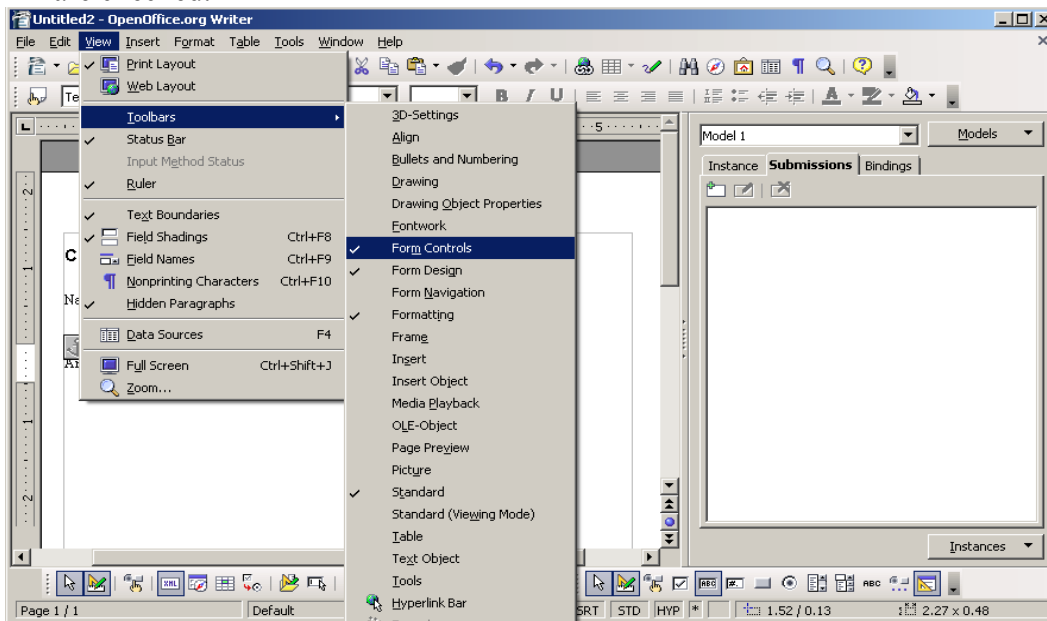 Untitled2 - OpenOffice.org Writer
File Edit View Insert Format Table Tools Window Help
Print Layout
Web Layout
Toolbars
Status Bar
Input Method Status
Ruler
Text Boundaries
Field Shadings Ctrl+F8
Field Names Ctrl+F9
Nonprinting Characters Ctrl+F10
Hidden Paragraphs
Data Sources F4
Full Screen Ctrl+Shift+J
Zoom...
3D-Settings
Align
Bullets and Numbering
Drawing
Drawing Object Properties
Fontwork
Form Controls
Form Design
Form Navigation
Formatting
Frame
Insert
Insert Object
Media Playback
OLE-Object
Page Preview
Picture
Standard
Standard (Viewing Mode)
Table
Text Object
Tools
Hyperlink Bar
Model 1 Models
Instance Submissions Bindings
Instances
Page 1 / 1 Default SRT STD HYP * 1.52 / 0.13 2.27 x 0.48